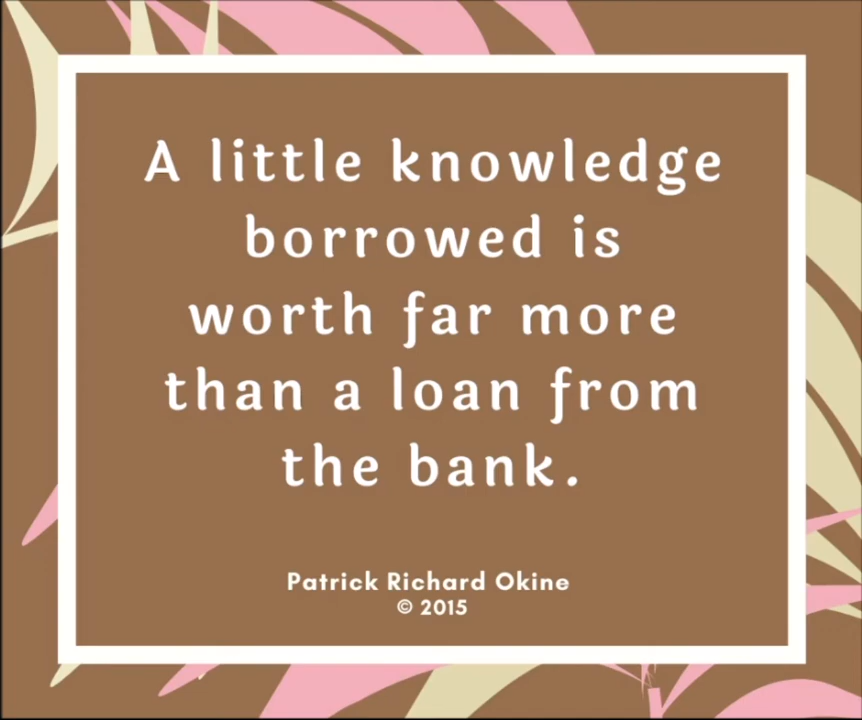 A little knowledge
borrowed is
worth far more
than a loan from
the bank.
Patrick Richard Okine
© 2015